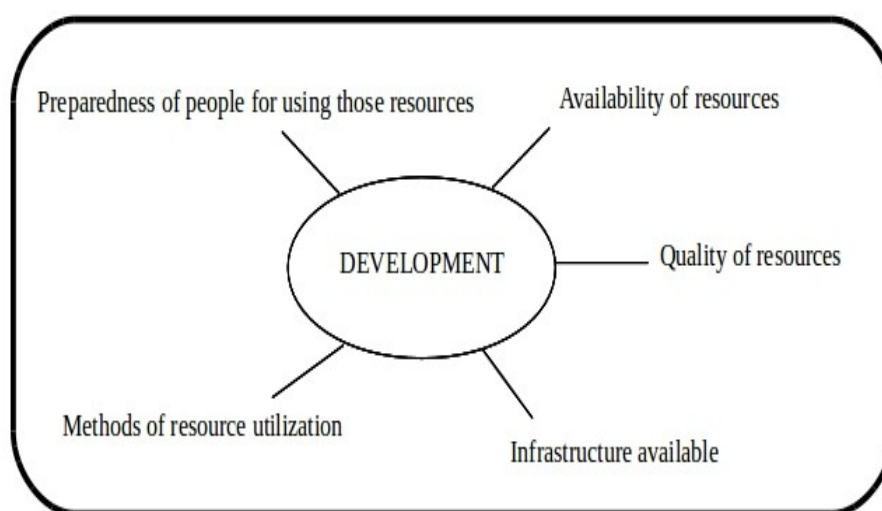 Preparedness of people for using those resources
Availability of resources
DEVELOPMENT
Quality of resources
Methods of resource utilization
Infrastructure available